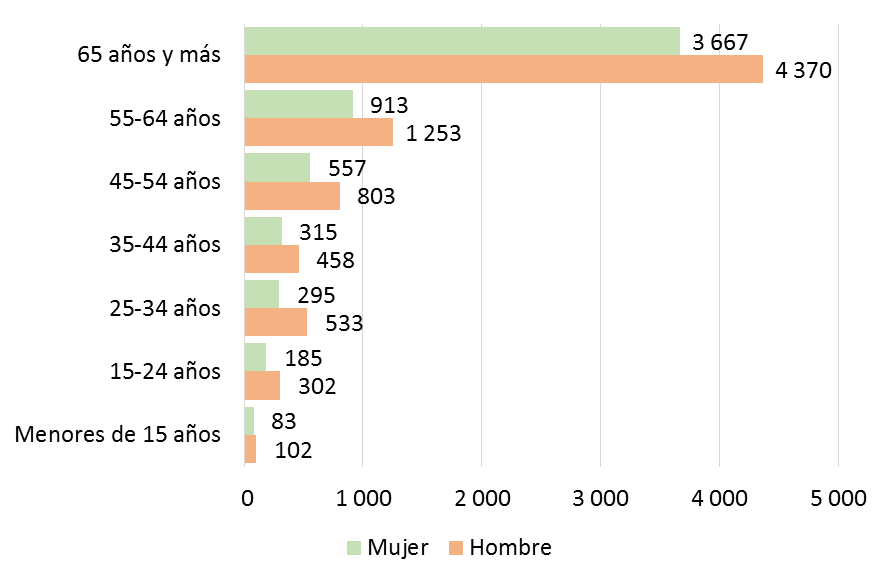 65 años y más
3 667
4 370
55-64 años
913
1 253
45-54 años
557
803
35-44 años
315
458
25-34 años
295
533
15-24 años
185
302
Menores de 15 años
83
102
0 1 000 2 000 3 000 4 000 5 000
Mujer Hombre